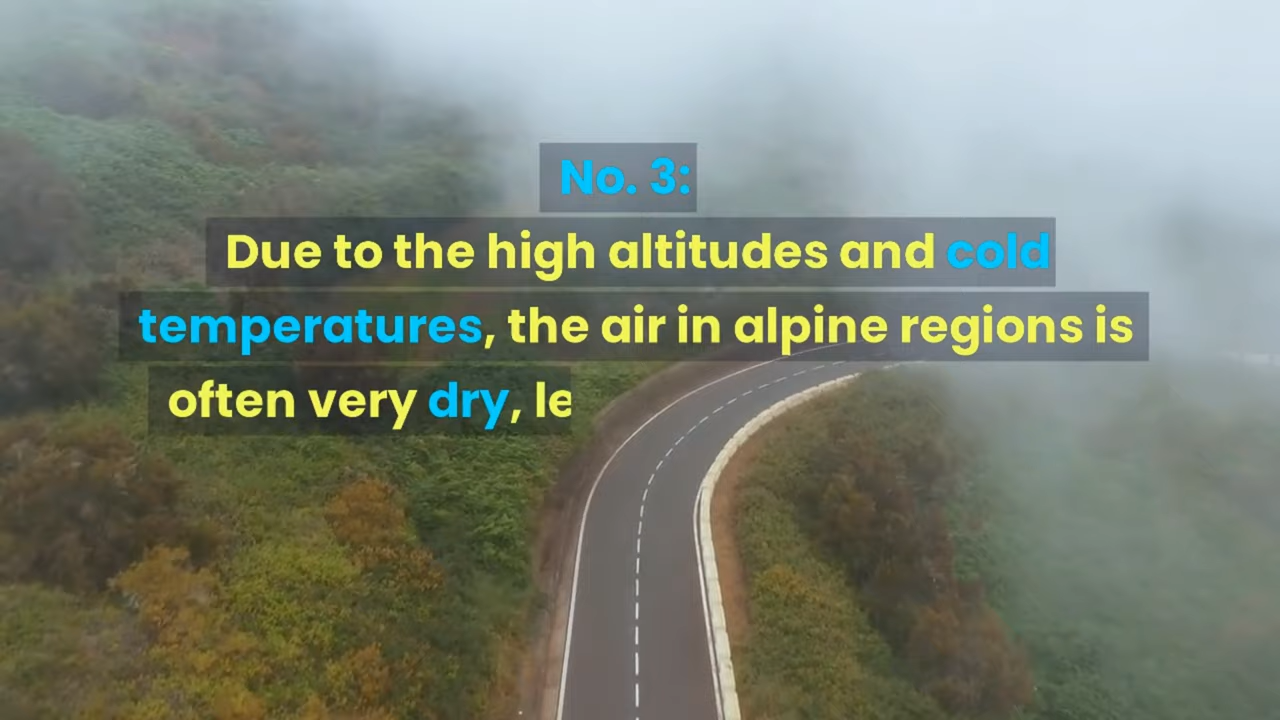 No. 3:
Due to the high altitudes and cold
temperatures, the air in alpine regions is
often very dry, le